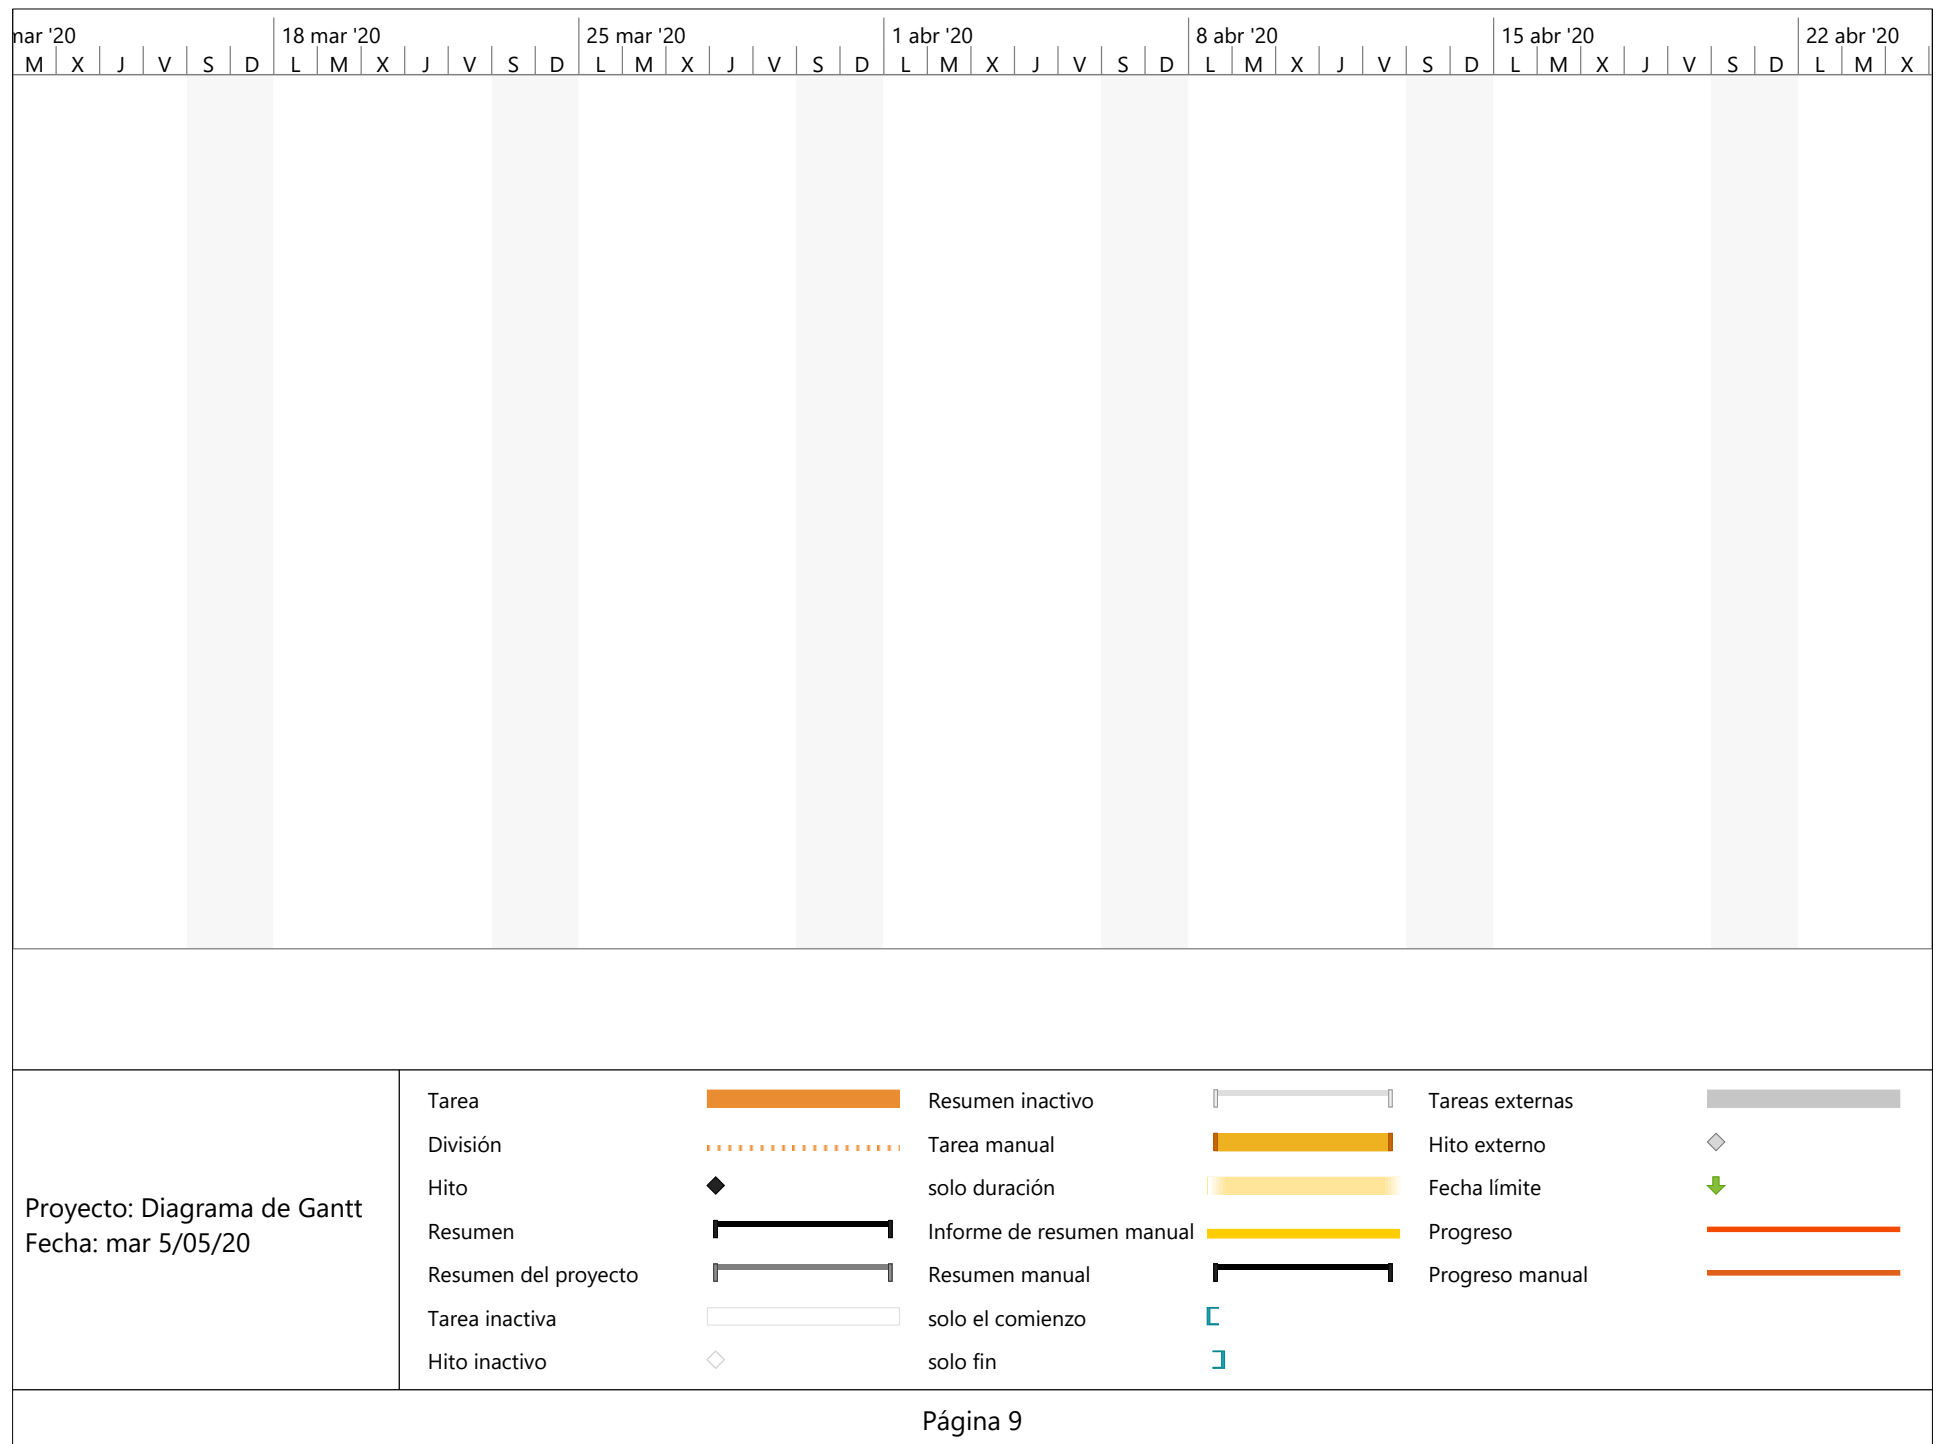 mar '20 18 mar '20 25 mar '20 1 abr '20 8 abr '20 15 abr '20 22 abr '20
M X J V S D L M X J V S D L M X J V S D L M X J V S D L M X J V S D L M X J V S D L M X
Proyecto: Diagrama de Gantt
Fecha: mar 5/05/20
Tarea
División
Hito
Resumen
Resumen del proyecto
Tarea inactiva
Hito inactivo
Resumen inactivo
Tarea manual
solo duración
Informe de resumen manual
Resumen manual
solo el comienzo
solo fin
Tareas externas
Hito externo
Fecha límite
Progreso
Progreso manual
Página 9